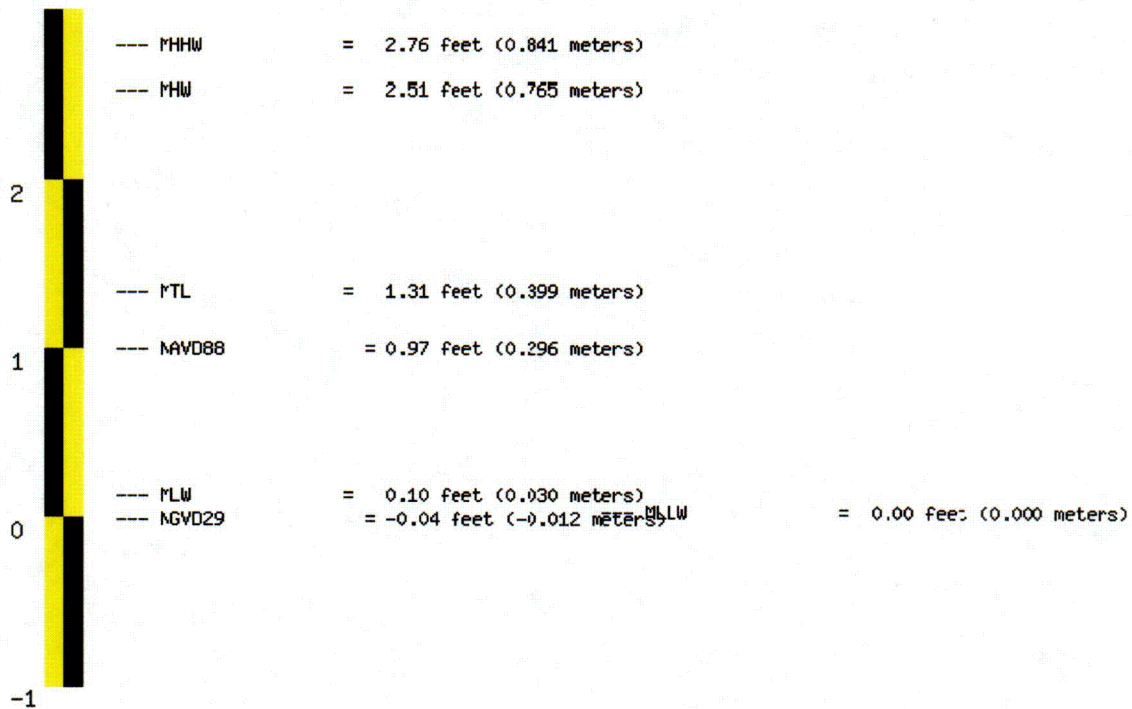 --- MHHW = 2.76 feet (0.841 meters)
--- MHW = 2.51 feet (0.765 meters)
2
--- MTL = 1.31 feet (0.399 meters)
--- NAVD88 = 0.97 feet (0.296 meters)
1
--- MLW = 0.10 feet (0.030 meters)
--- NGVD29 = -0.04 feet (-0.012 meters)
--- MLLW = 0.00 feet (0.000 meters)
0
-1